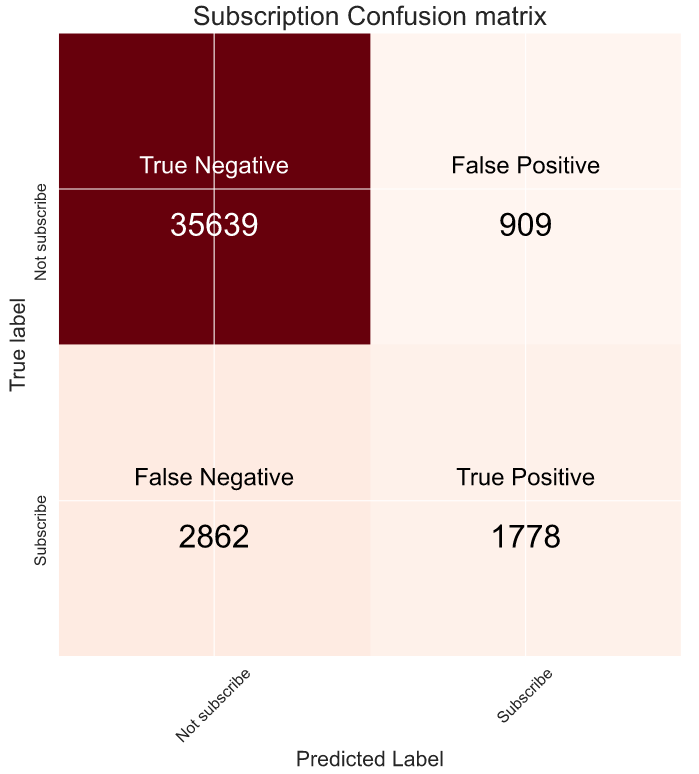 Subscription Confusion matrix
True Negative
False Positive
35639
909
Not subscribe
True label
False Negative
True Positive
2862
1778
Subscribe
Not subscribe
Subscribe
Predicted Label